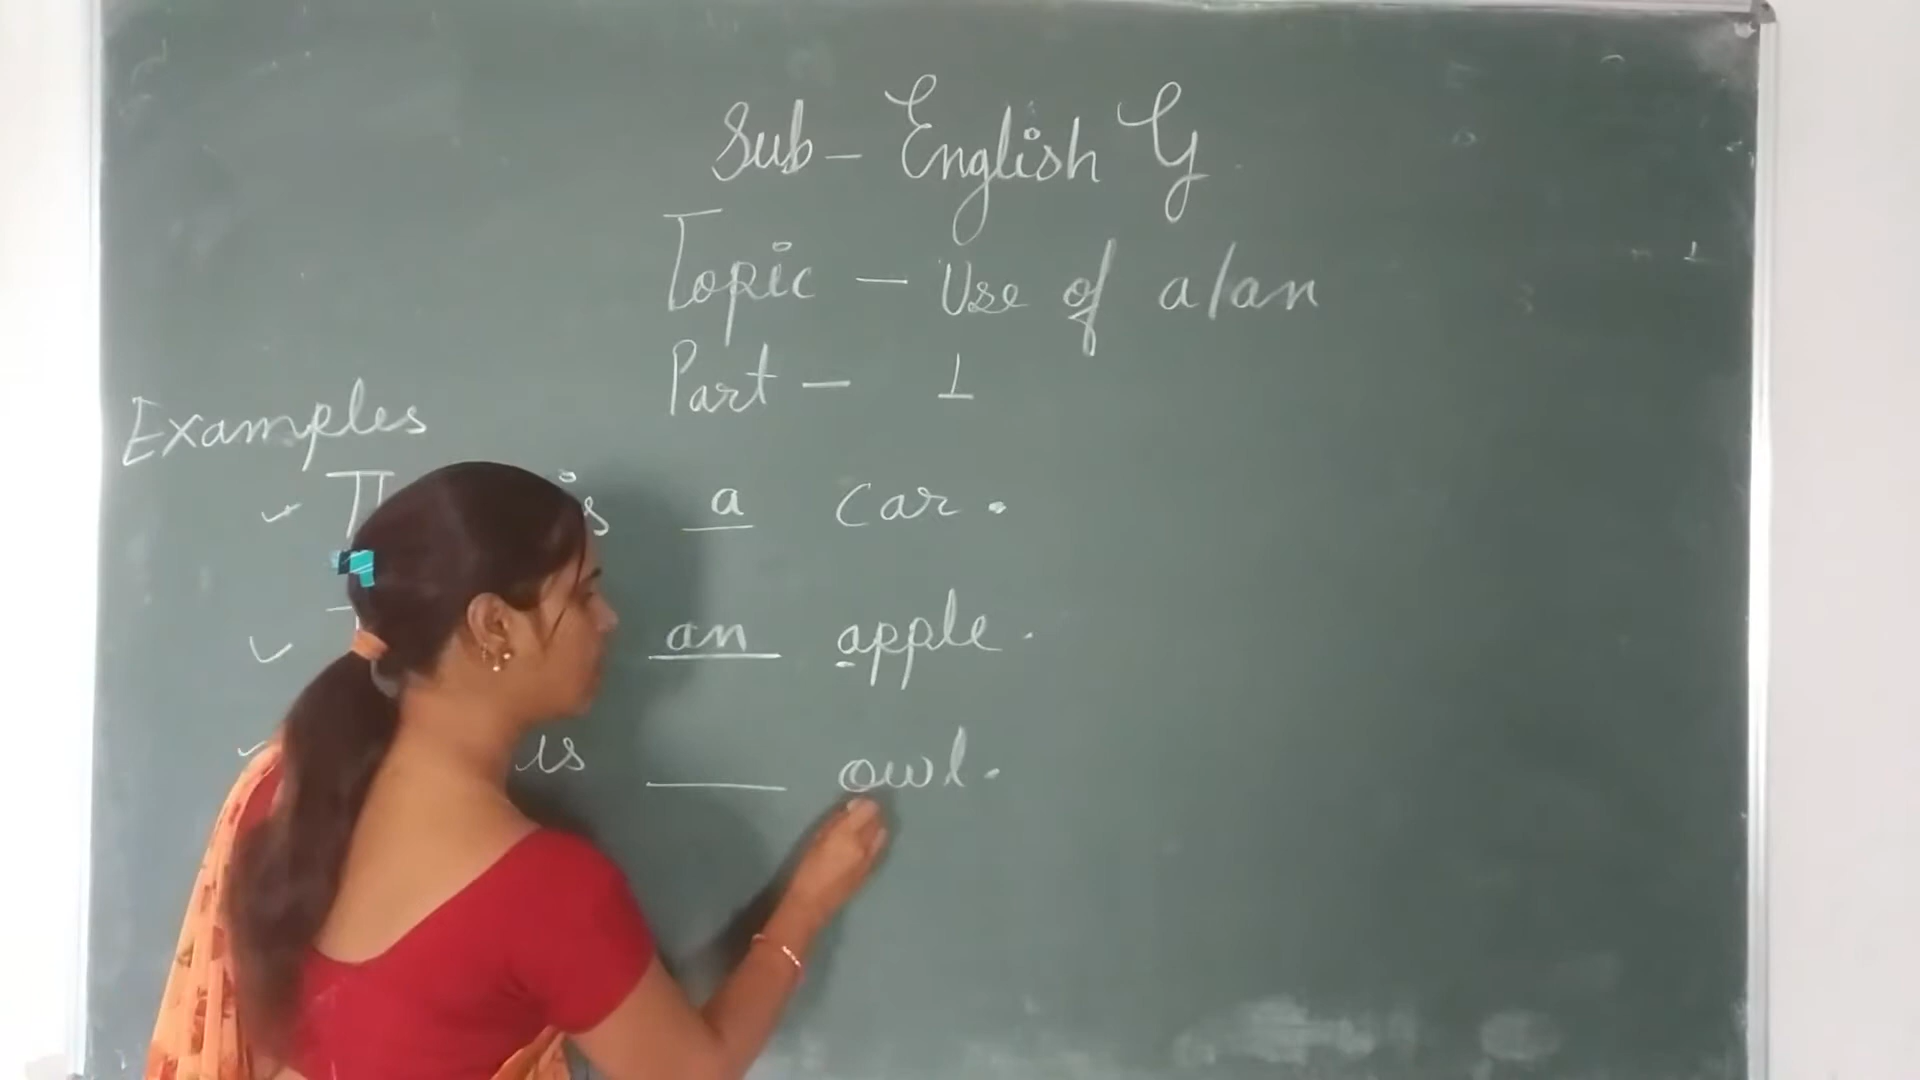 Sub - English G
Topic - Use of a/an
Part - 1
Examples
is a car.
an apple.
is ___ owl.